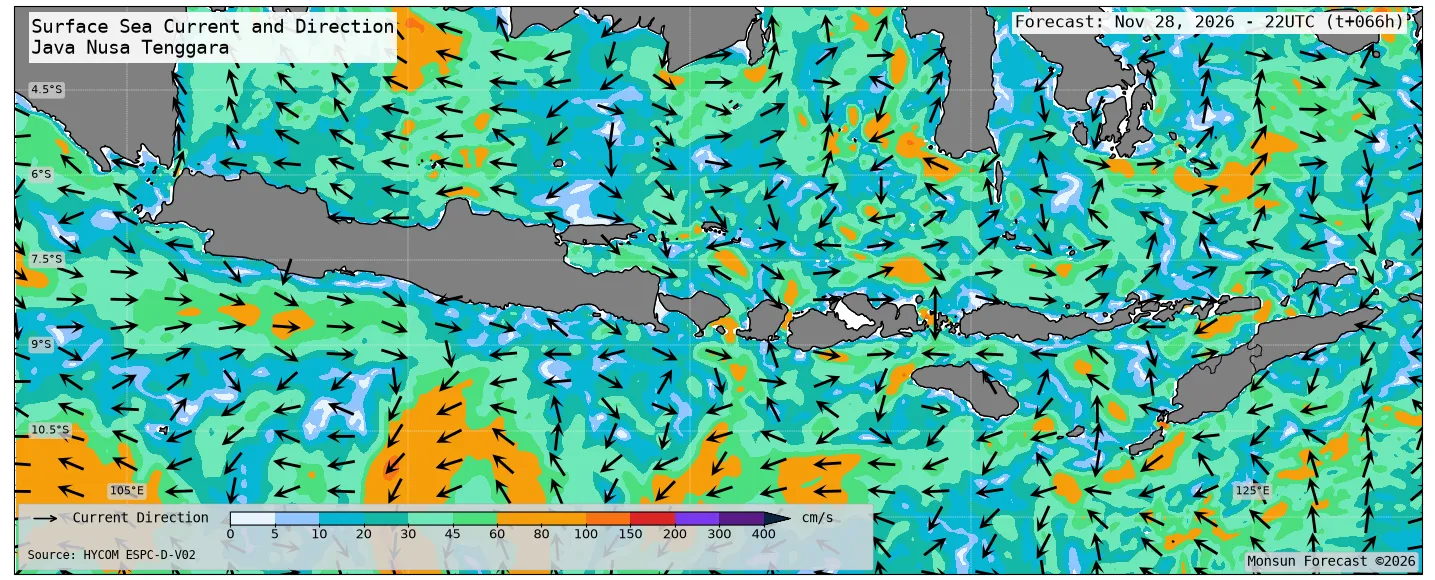 Surface Sea Current and Direction
Java Nusa Tenggara
Forecast: Nov 28, 2026 - 22UTC (t+066h)
4.5°S
6°S
7.5°S
9°S
10.5°S
105°E
125°E
Current Direction
0 5 10 20 30 45 60 80 100 150 200 300 400 cm/s
Source: HYCOM ESPC-D-V02
Monsun Forecast ©2026